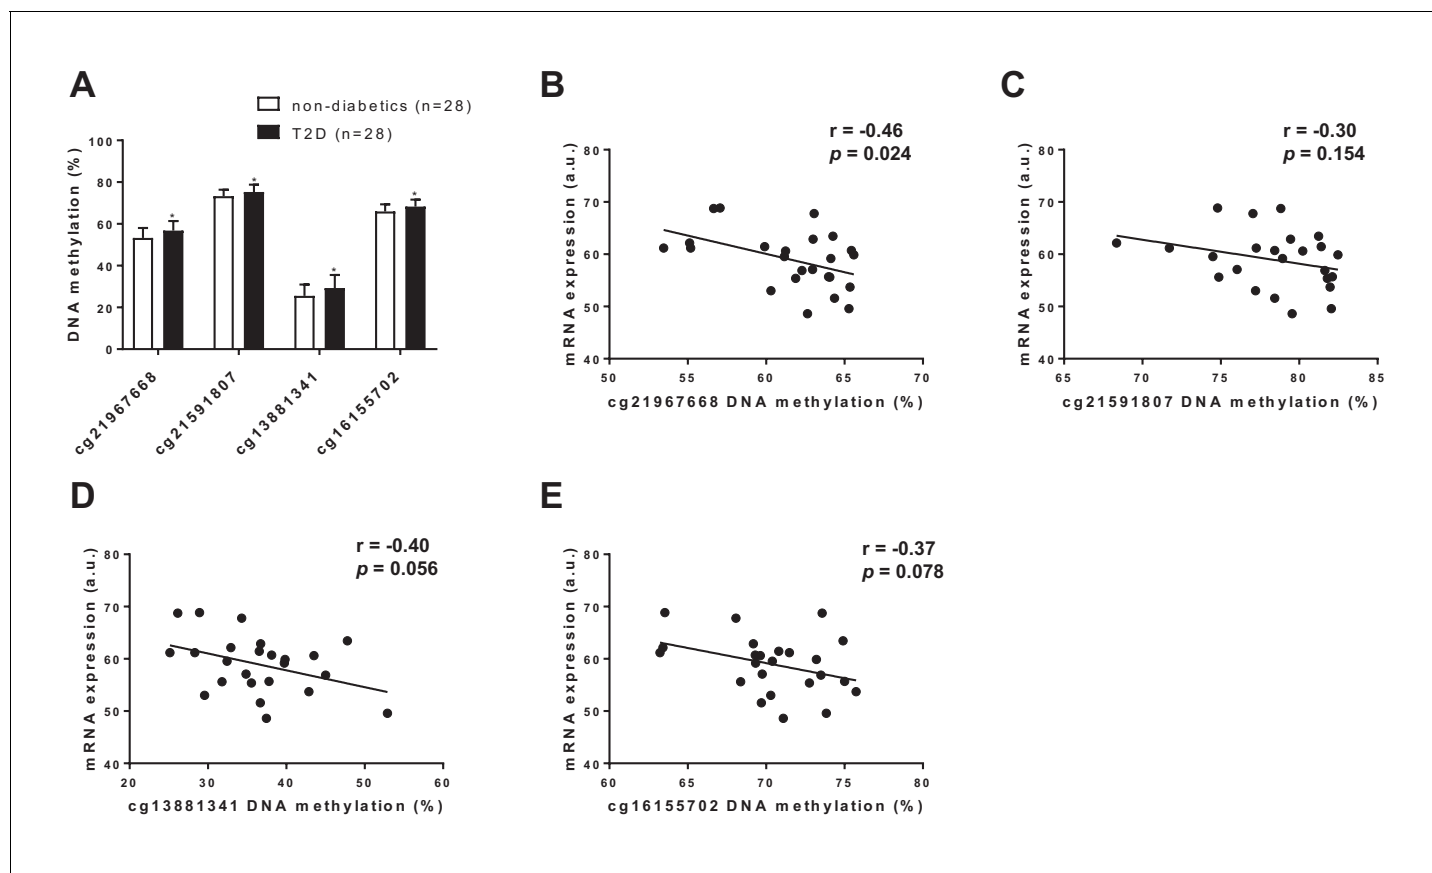 A
non-diabetics (n=28)
T2D (n=28)
DNA methylation (%)
100
80
60
40
20
0
* * * *
cg21967668
cg21591807
cg13881341
cg16155702
B
r = -0.46
p = 0.024
mRNA expression (a.u.)
80
70
60
50
40
50 55 60 65 70
cg21967668 DNA methylation (%)
C
r = -0.30
p = 0.154
mRNA expression (a.u.)
80
70
60
50
40
65 70 75 80 85
cg21591807 DNA methylation (%)
D
r = -0.40
p = 0.056
mRNA expression (a.u.)
80
70
60
50
40
20 30 40 50 60
cg13881341 DNA methylation (%)
E
r = -0.37
p = 0.078
mRNA expression (a.u.)
80
70
60
50
40
60 65 70 75 80
cg16155702 DNA methylation (%)